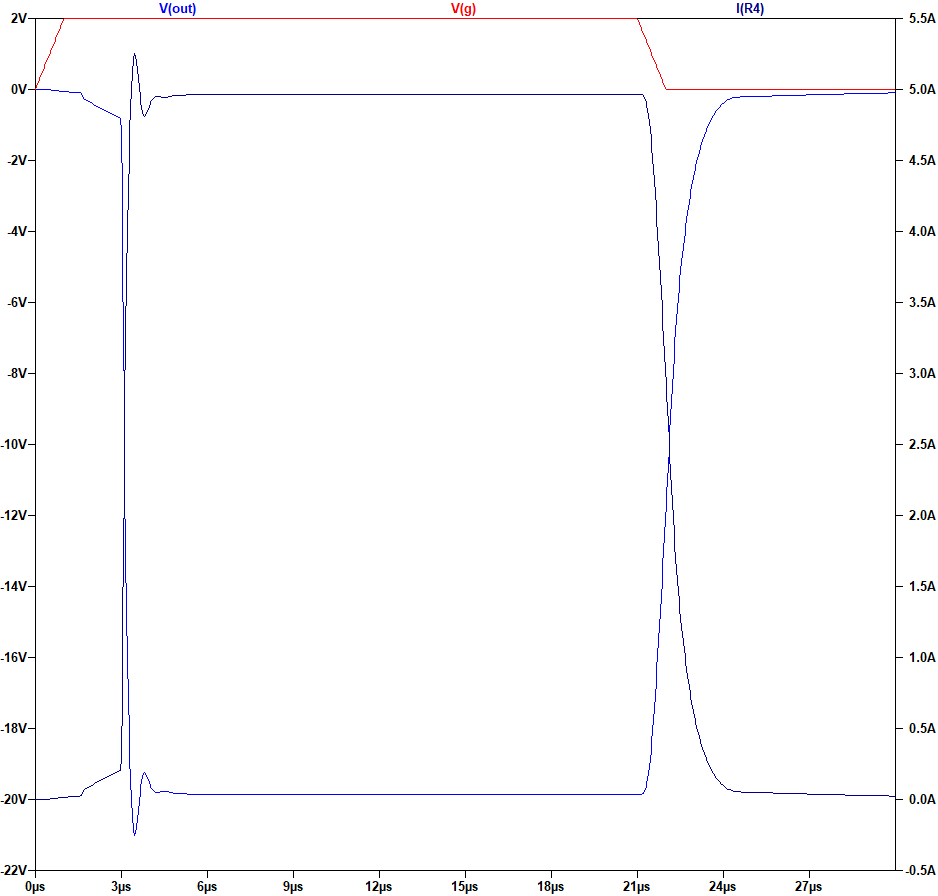 V(out) V(g) I(R4)
2V 5.5A
0V 5.0A
-2V 4.5A
-4V 4.0A
-6V 3.5A
-8V 3.0A
-10V 2.5A
-12V 2.0A
-14V 1.5A
-16V 1.0A
-18V 0.5A
-20V 0.0A
-22V -0.5A
0µs 3µs 6µs 9µs 12µs 15µs 18µs 21µs 24µs 27µs